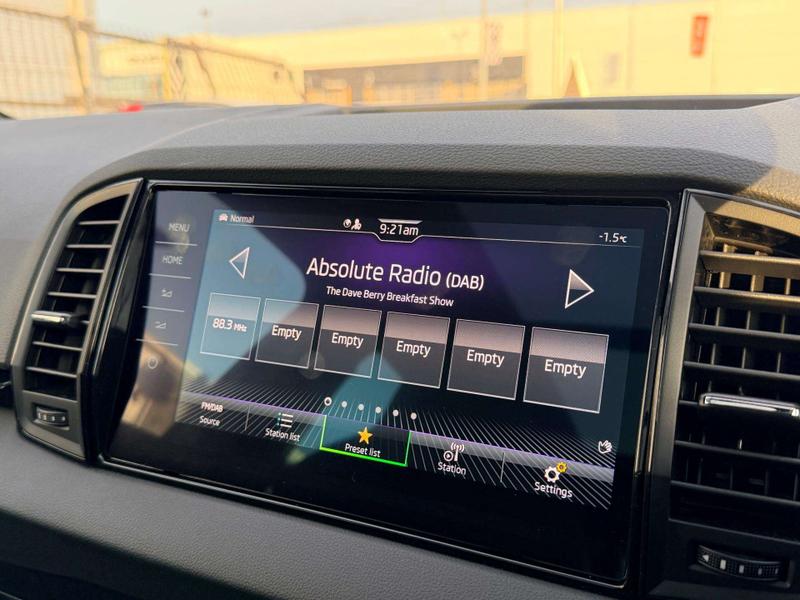 MENU
HOME
Normal
9:21am
-1.5°C
Absolute Radio (DAB)
The Dave Berry Breakfast Show
88.3 MHz
Empty
Empty
Empty
Empty
Empty
FM/DAB
Source
Station list
Preset list
Station
Settings